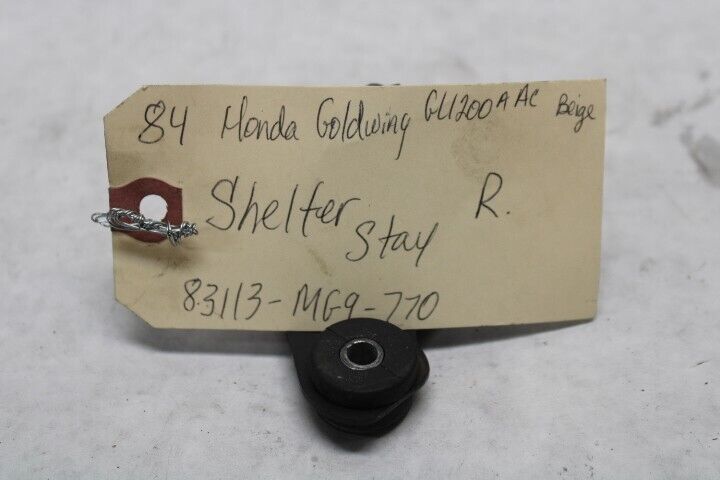 84 Honda Goldwing GL1200A AC Beige
Shelter Stay R.
83113-MG9-770